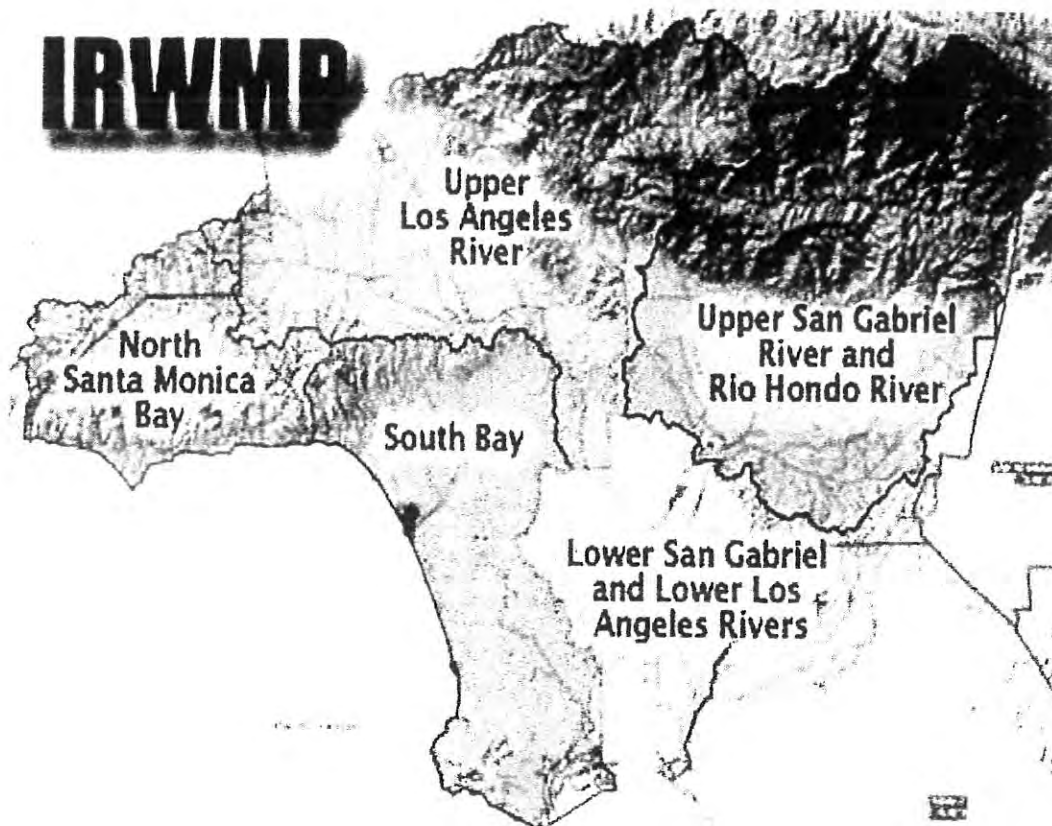 IRWMP
Upper
Los Angeles
River
North
Santa Monica
Bay
South Bay
Upper San Gabriel
River and
Rio Hondo River
Lower San Gabriel
and Lower Los
Angeles Rivers